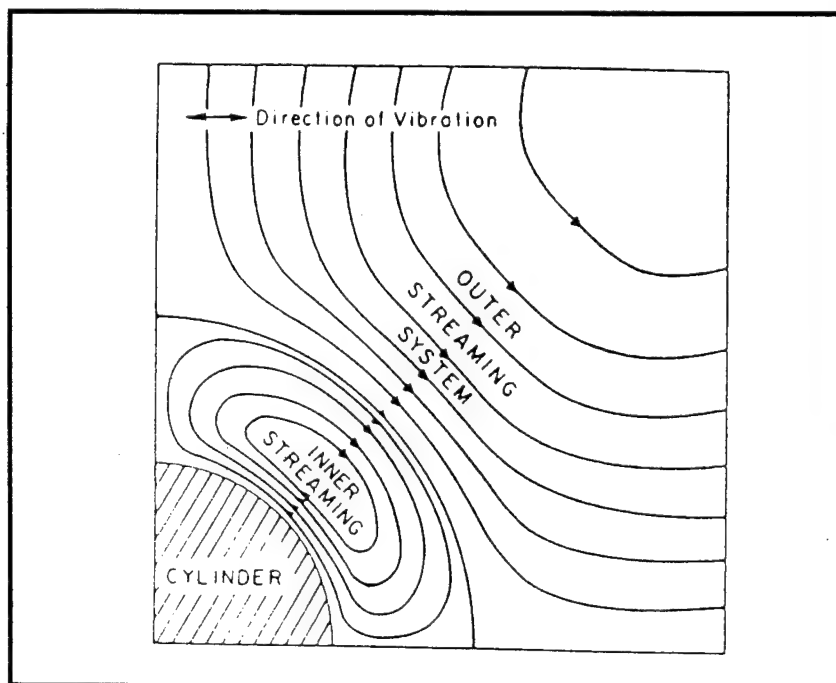 Direction of Vibration
OUTER
STREAMING
SYSTEM
INNER
STREAMING
CYLINDER